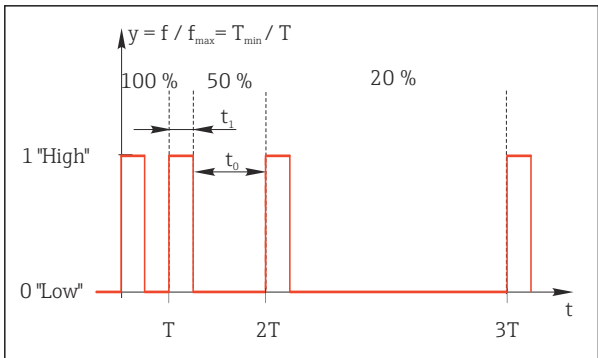 y = f / fmax= Tmin / T
100 % 50 % 20 %
t1
1 "High"
t0
0 "Low"
t
T 2T 3T